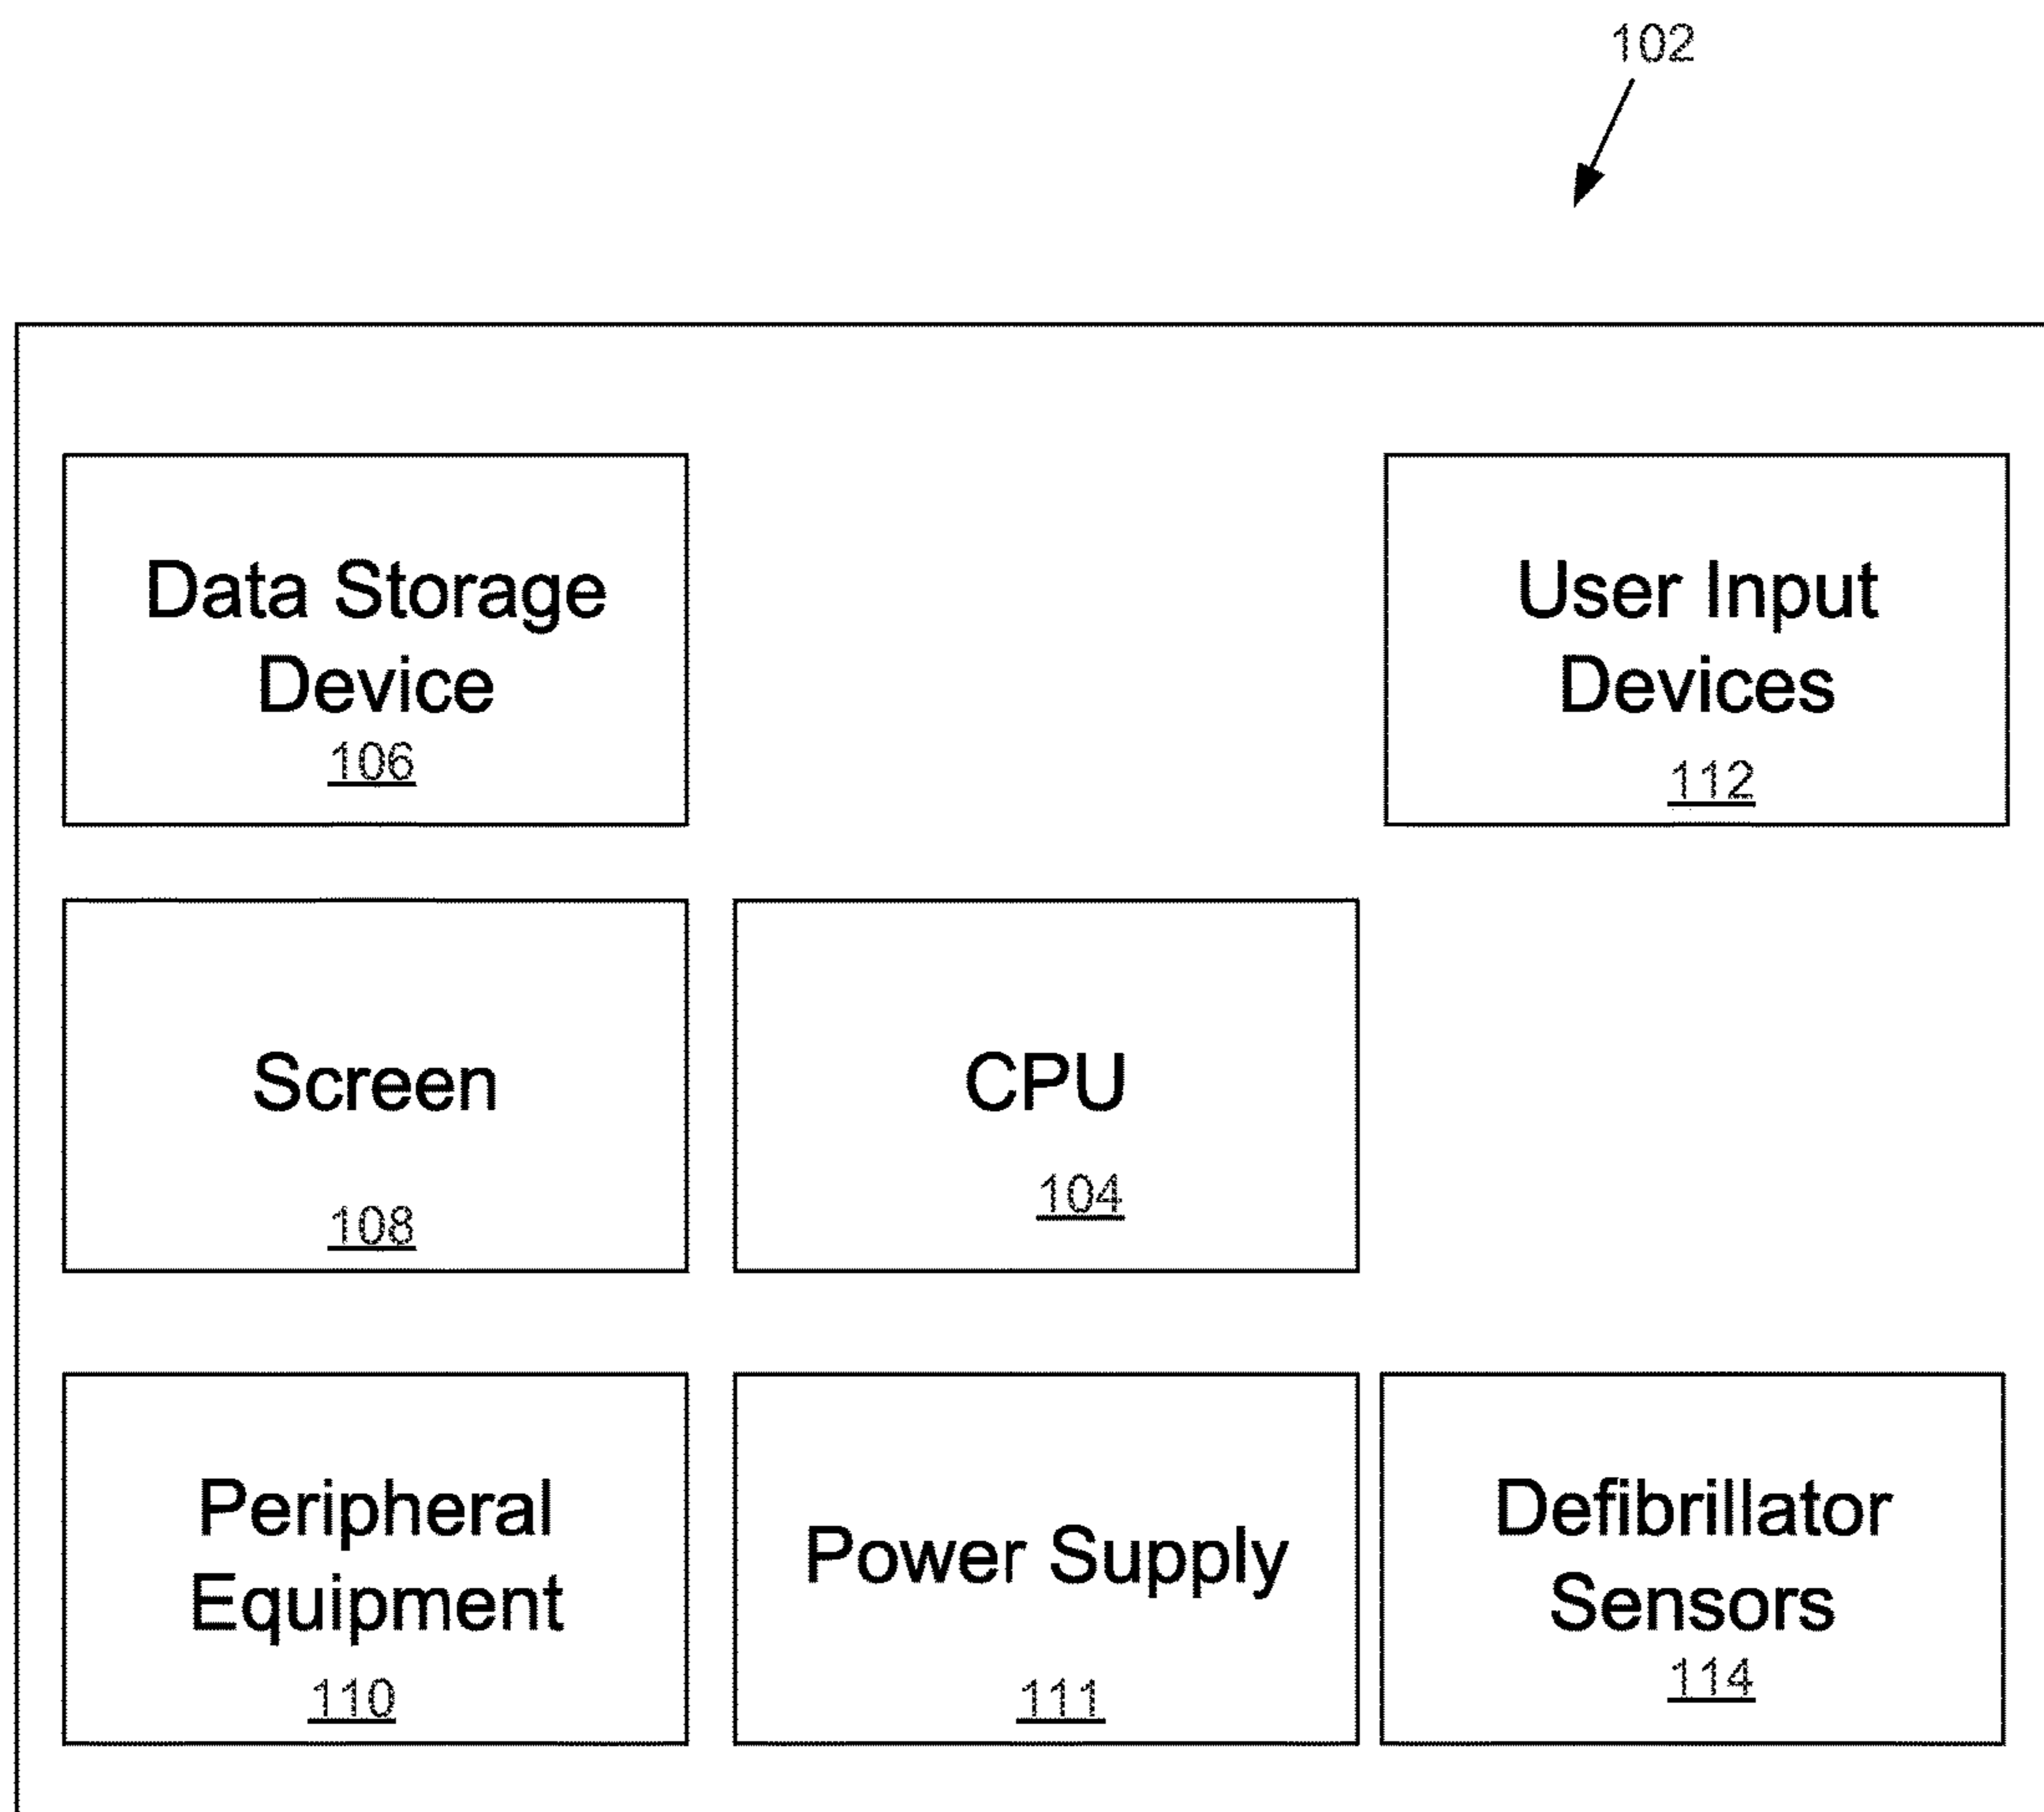 102
Data Storage
Device
106
User Input
Devices
112
Screen
108
CPU
104
Peripheral
Equipment
110
Power Supply
111
Defibrillator
Sensors
114